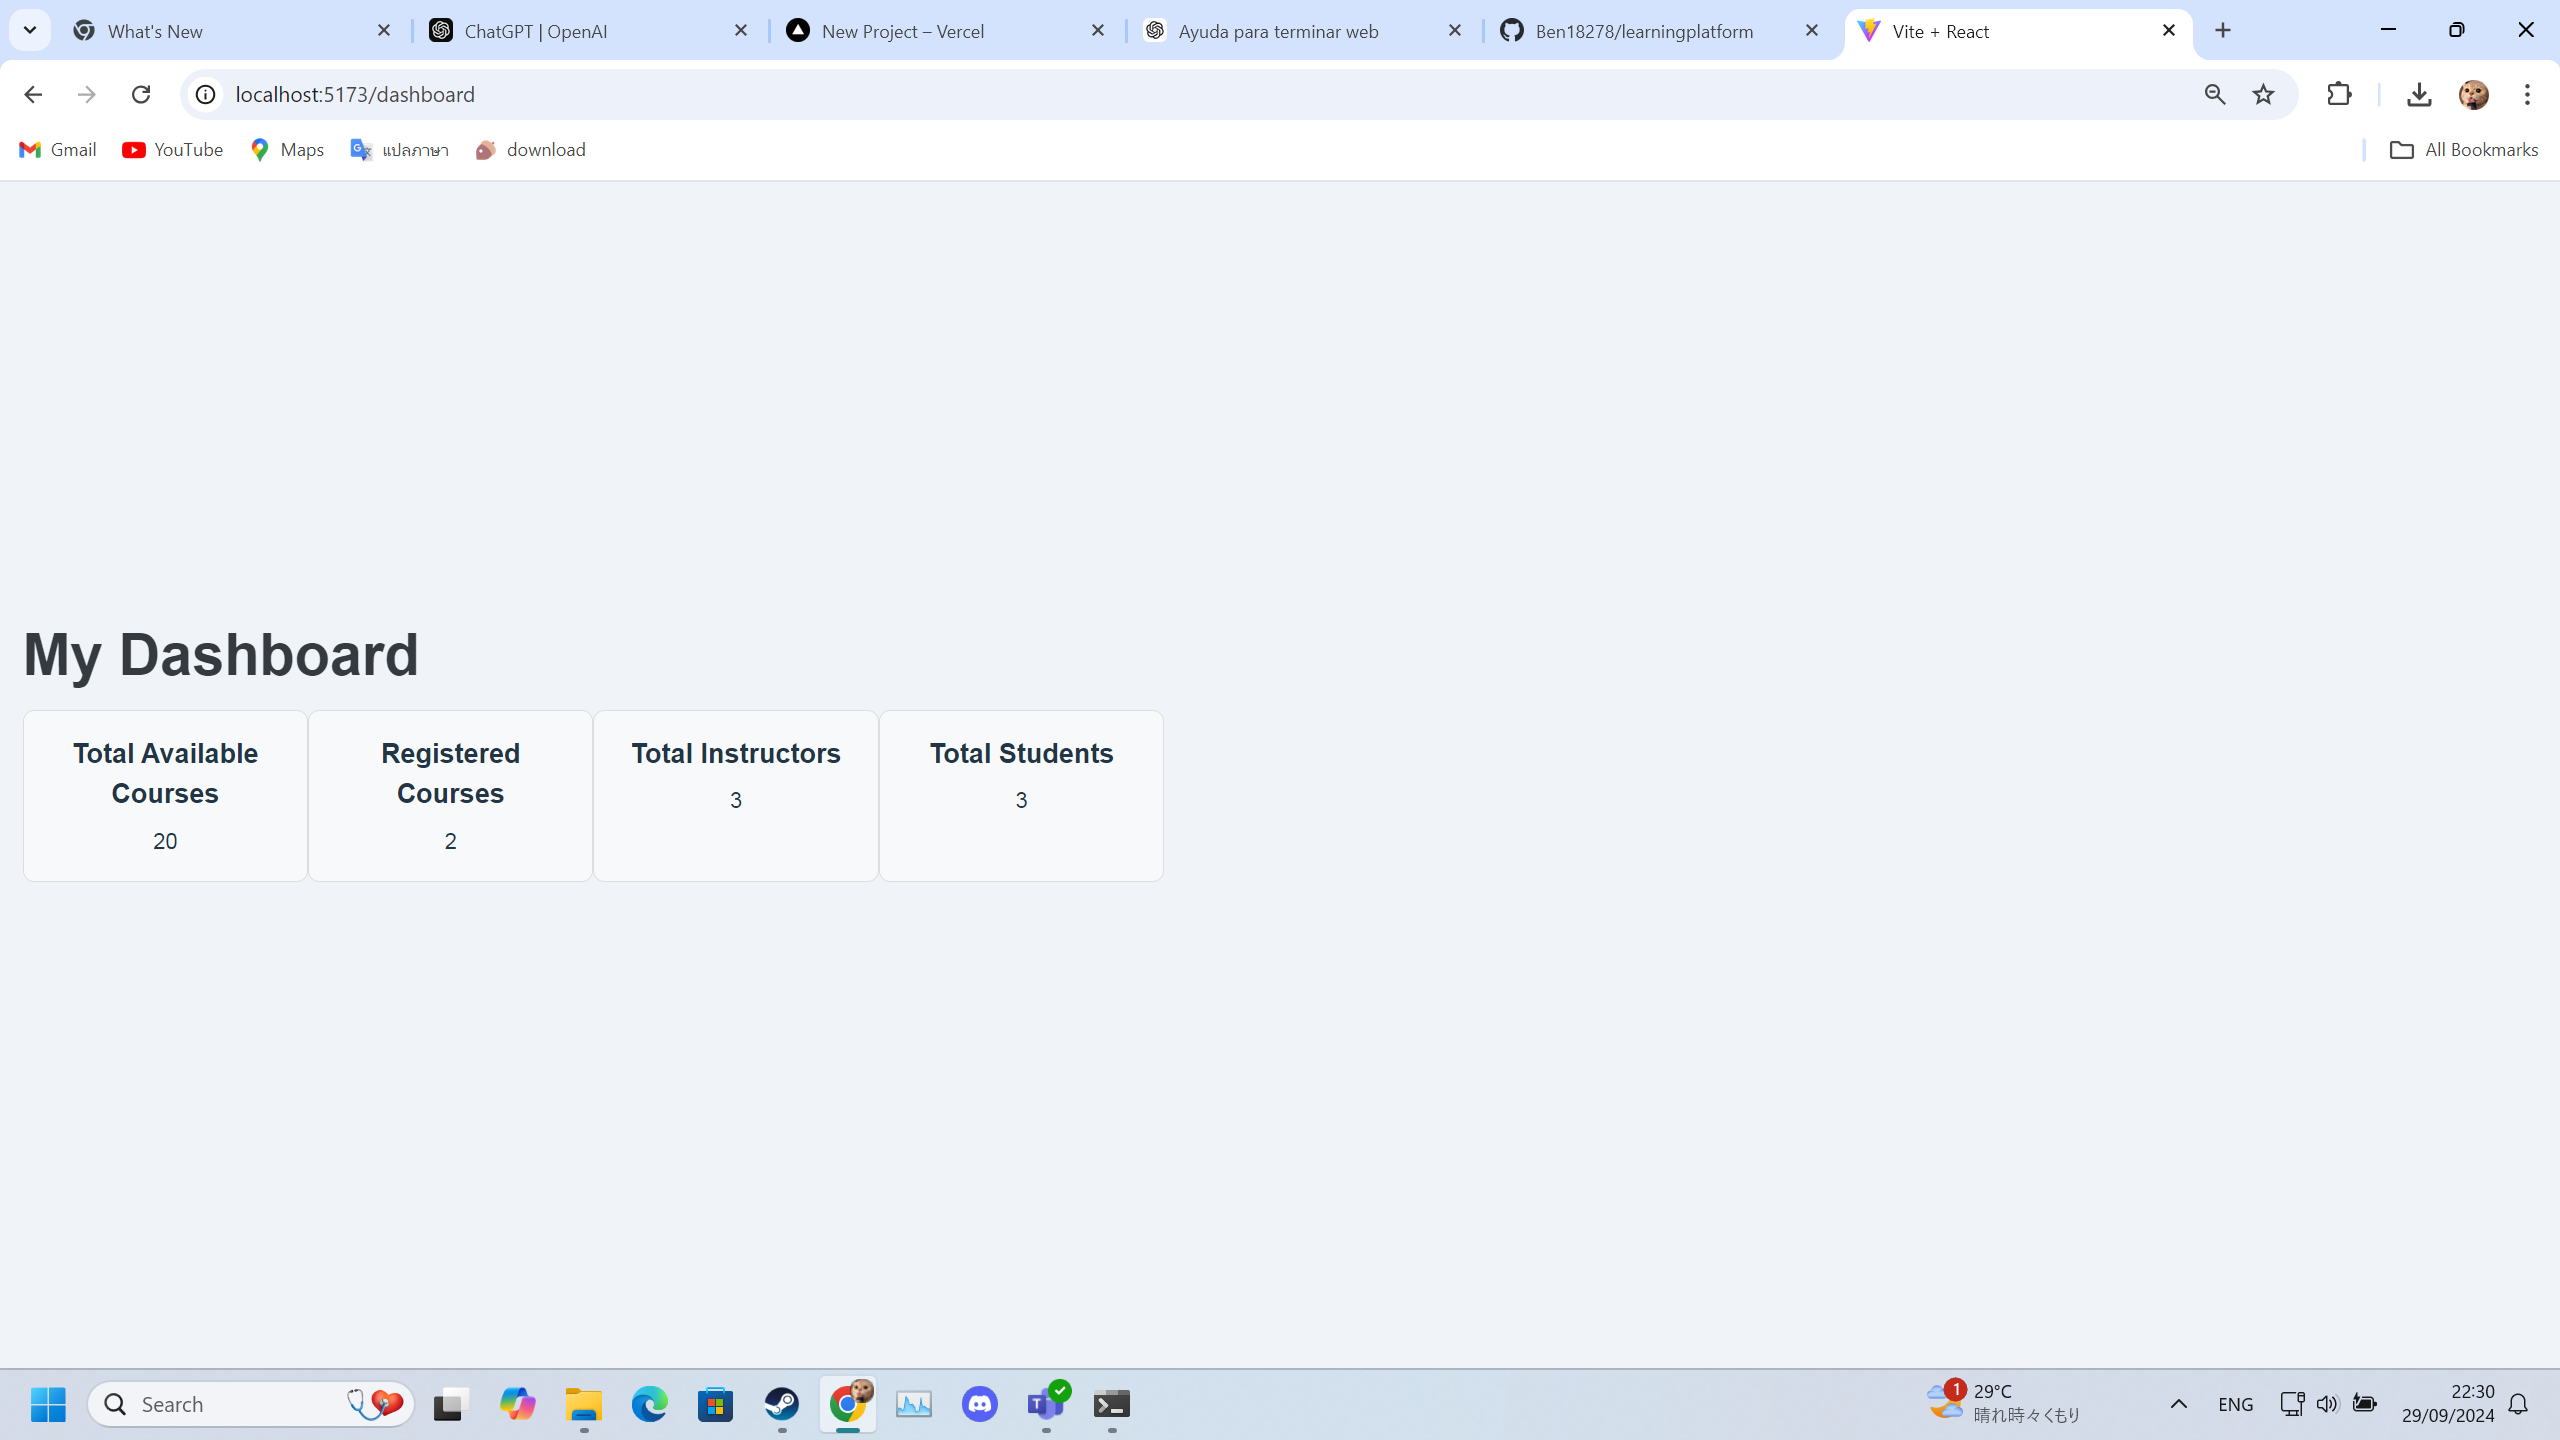 What's New
ChatGPT | OpenAI
New Project – Vercel
Ayuda para terminar web
Ben18278/learningplatform
Vite + React
localhost:5173/dashboard
Gmail
YouTube
Maps
แปลภาษา
download
All Bookmarks
My Dashboard
Total Available
Courses
20
Registered
Courses
2
Total Instructors
3
Total Students
3
Search
1
29°C
晴れ時々くもり
ENG
22:30
29/09/2024